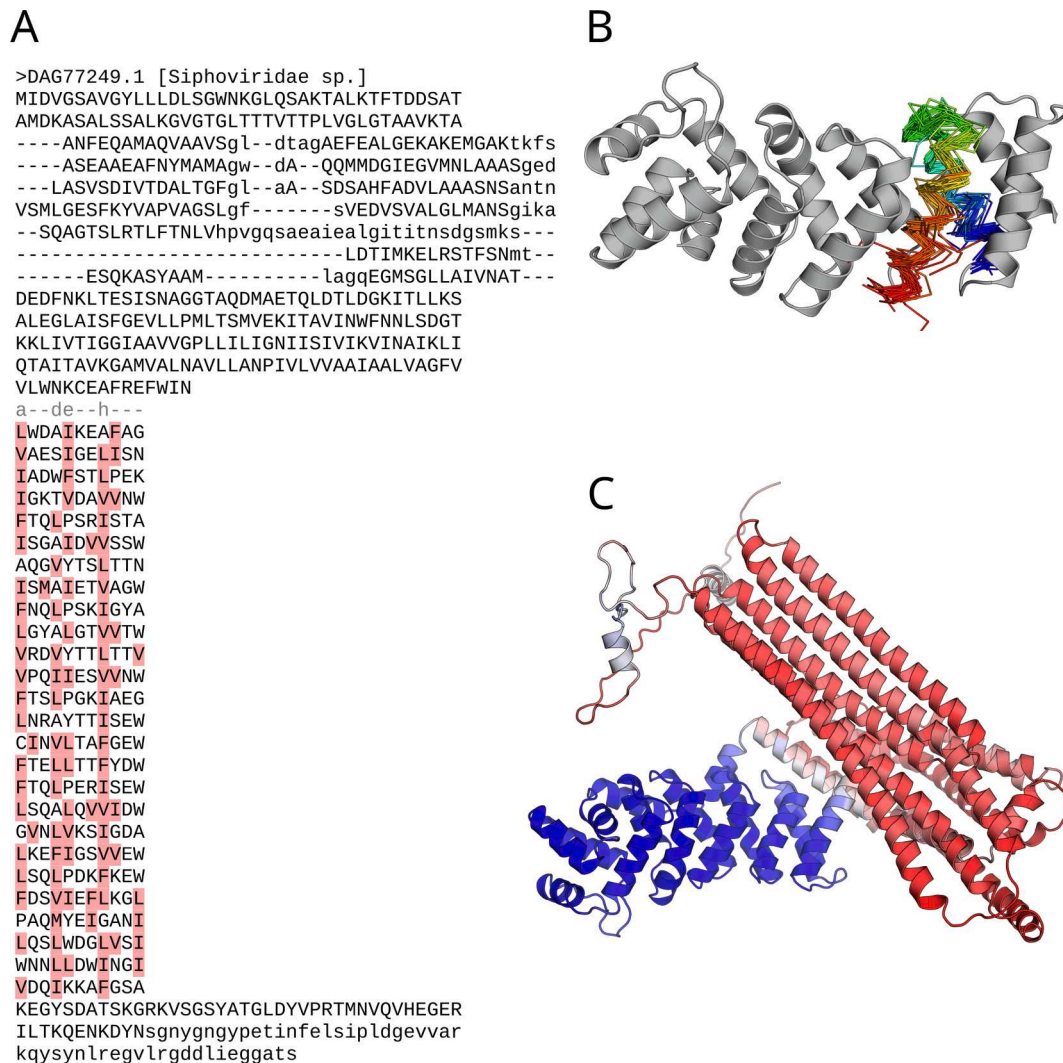 A
>DAG77249.1 [Siphoviridae sp.]
MIDVGSAVGYLLLDLSGWNKGLQSAKTALKTFTDDSAT
AMDKASALSSALKGVGTGLTTTVTTPLVGLGTAAVKTA
----ANFEQAMAQVAAVSgl--dtagAEFEALGEKAKEMGAKtkfs
----ASEAAEAFNYMAMAgw--dA--QQMMDGIEGVMNLAAASged
---LASVSDIVTDALTGFgl--aA--SDSAHFADVLAAASNSantn
VSMLGESFKYVAPVAGSLgf-------sVEDVSVALGLMANSgika
--SQAGTSLRTLFTNLVhpvgqsaeaiealgititnsdgsmks---
----------------------------LDTIMKELRSTFSNmt--
------ESQKASYAAM----------lagqEGMSGLLAIVNAT---
DEDFNKLTESISNAGGTAQDMAETQLDTLDGKITLLKS
ALEGLAISFGEVLLPMLTSMVEKITAVINWFNNLSDGT
KKLIVTIGGIAAVVGPLLILIGNIISIVIKVINAIKLI
QTAITAVKGAMVALNAVLLANPIVLVVAAIAALVAGFV
VLWNKCEAFREFWIN
a--de--h---
LWDAIKEAFAG
VAESIGELISN
IADWFSTLPEK
IGKTVDAVVNW
FTQLPSRISTA
ISGAIDVVSSW
AQGVYTSLTTN
ISMAIETVAGW
FNQLPSKIGYA
LGYALGTVVTW
VRDVYTTLTTV
VPQIIESVVNW
FTSLPGKIAEG
LNRAYTTISEW
CINVLTAFGEW
FTELLTTFYDW
FTQLPERISEW
LSQALQVVIDW
GVNLVKSIGDA
LKEFIGSVVEW
LSQLPDKFKEW
FDSVIEFLKGL
PAQMYEIGANI
LQSLWDGLVSI
WNNLLDWINGI
VDQIKKAFGSA
KEGYSDATSKGRKVSGSYATGLDYVPRTMNVQVHEGER
ILTKQENKDYNsgnygngypetinfelsipldgevvar
kqysynlregvlrgddlieggats
B
C